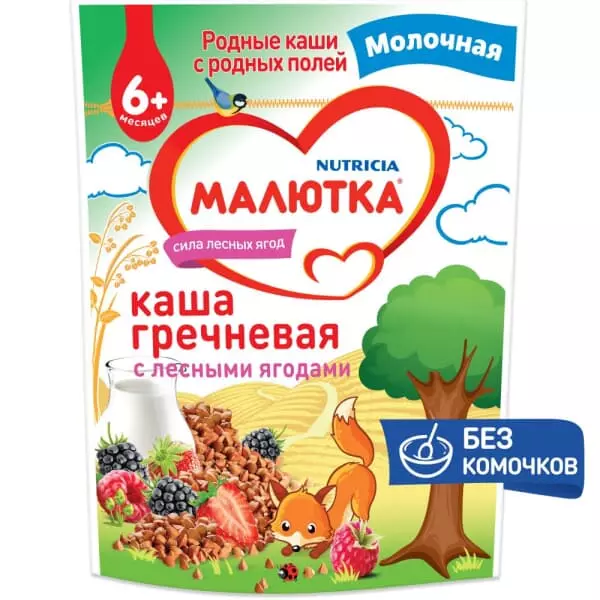 Родные каши
с родных полей
Молочная
6+
месяцев
NUTRICIA
МАЛЮТКА®
сила лесных ягод
каша
гречневая
с лесными ягодами
БЕЗ
КОМОЧКОВ